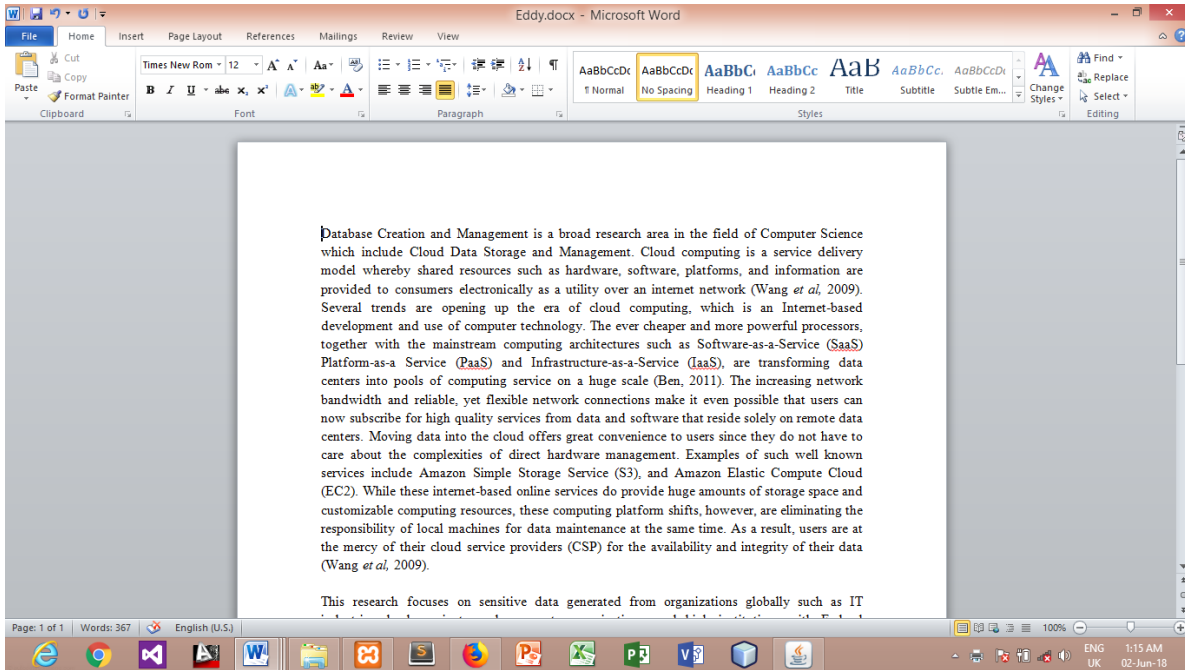 Eddy.docx - Microsoft Word
File Home Insert Page Layout References Mailings Review View
Cut
Copy
Format Painter
Paste
Clipboard
Times New Rom 12
Font
Paragraph
AaBbCcDc AaBbCcDc AaBbC AaBbCc AaB AaBbCc. AaBbCcDc
¶ Normal No Spacing Heading 1 Heading 2 Title Subtitle Subtle Em...
Change Styles
Styles
Find
Replace
Select
Editing
Database Creation and Management is a broad research area in the field of Computer Science
which include Cloud Data Storage and Management. Cloud computing is a service delivery
model whereby shared resources such as hardware, software, platforms, and information are
provided to consumers electronically as a utility over an internet network (Wang et al, 2009).
Several trends are opening up the era of cloud computing, which is an Internet-based
development and use of computer technology. The ever cheaper and more powerful processors,
together with the mainstream computing architectures such as Software-as-a-Service (SaaS)
Platform-as-a Service (PaaS) and Infrastructure-as-a-Service (IaaS), are transforming data
centers into pools of computing service on a huge scale (Ben, 2011). The increasing network
bandwidth and reliable, yet flexible network connections make it even possible that users can
now subscribe for high quality services from data and software that reside solely on remote data
centers. Moving data into the cloud offers great convenience to users since they do not have to
care about the complexities of direct hardware management. Examples of such well known
services include Amazon Simple Storage Service (S3), and Amazon Elastic Compute Cloud
(EC2). While these internet-based online services do provide huge amounts of storage space and
customizable computing resources, these computing platform shifts, however, are eliminating the
responsibility of local machines for data maintenance at the same time. As a result, users are at
the mercy of their cloud service providers (CSP) for the availability and integrity of their data
(Wang et al, 2009).
This research focuses on sensitive data generated from organizations globally such as IT
Page: 1 of 1 Words: 367 English (U.S.) 100%
ENG 1:15 AM
UK 02-Jun-18